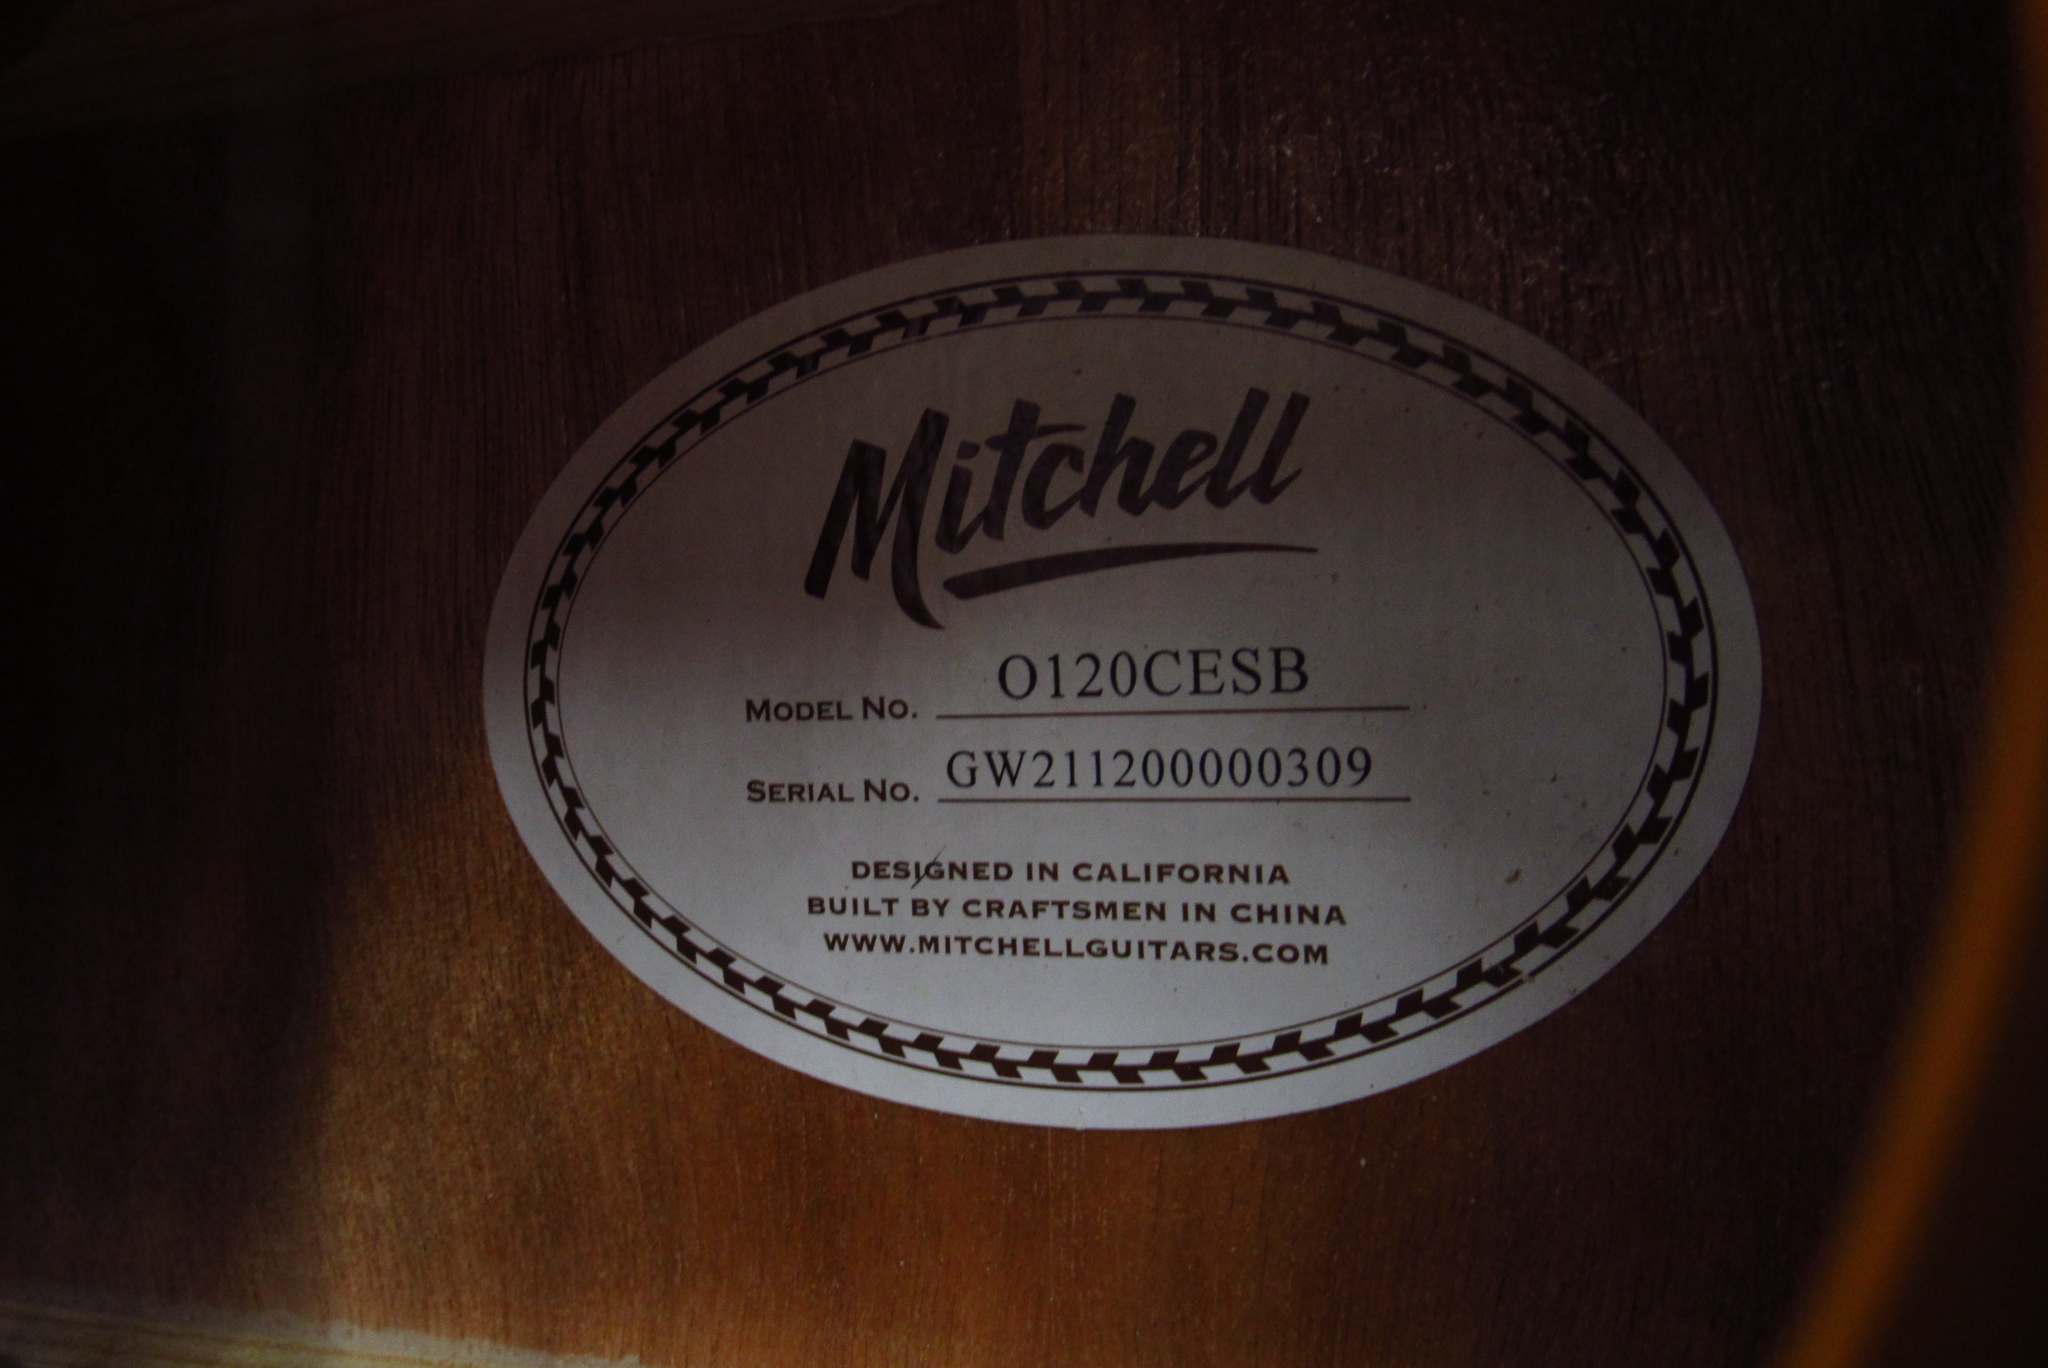 Mitchell
MODEL NO. O120CESB
SERIAL NO. GW211200000309
DESIGNED IN CALIFORNIA
BUILT BY CRAFTSMEN IN CHINA
WWW.MITCHELLGUITARS.COM